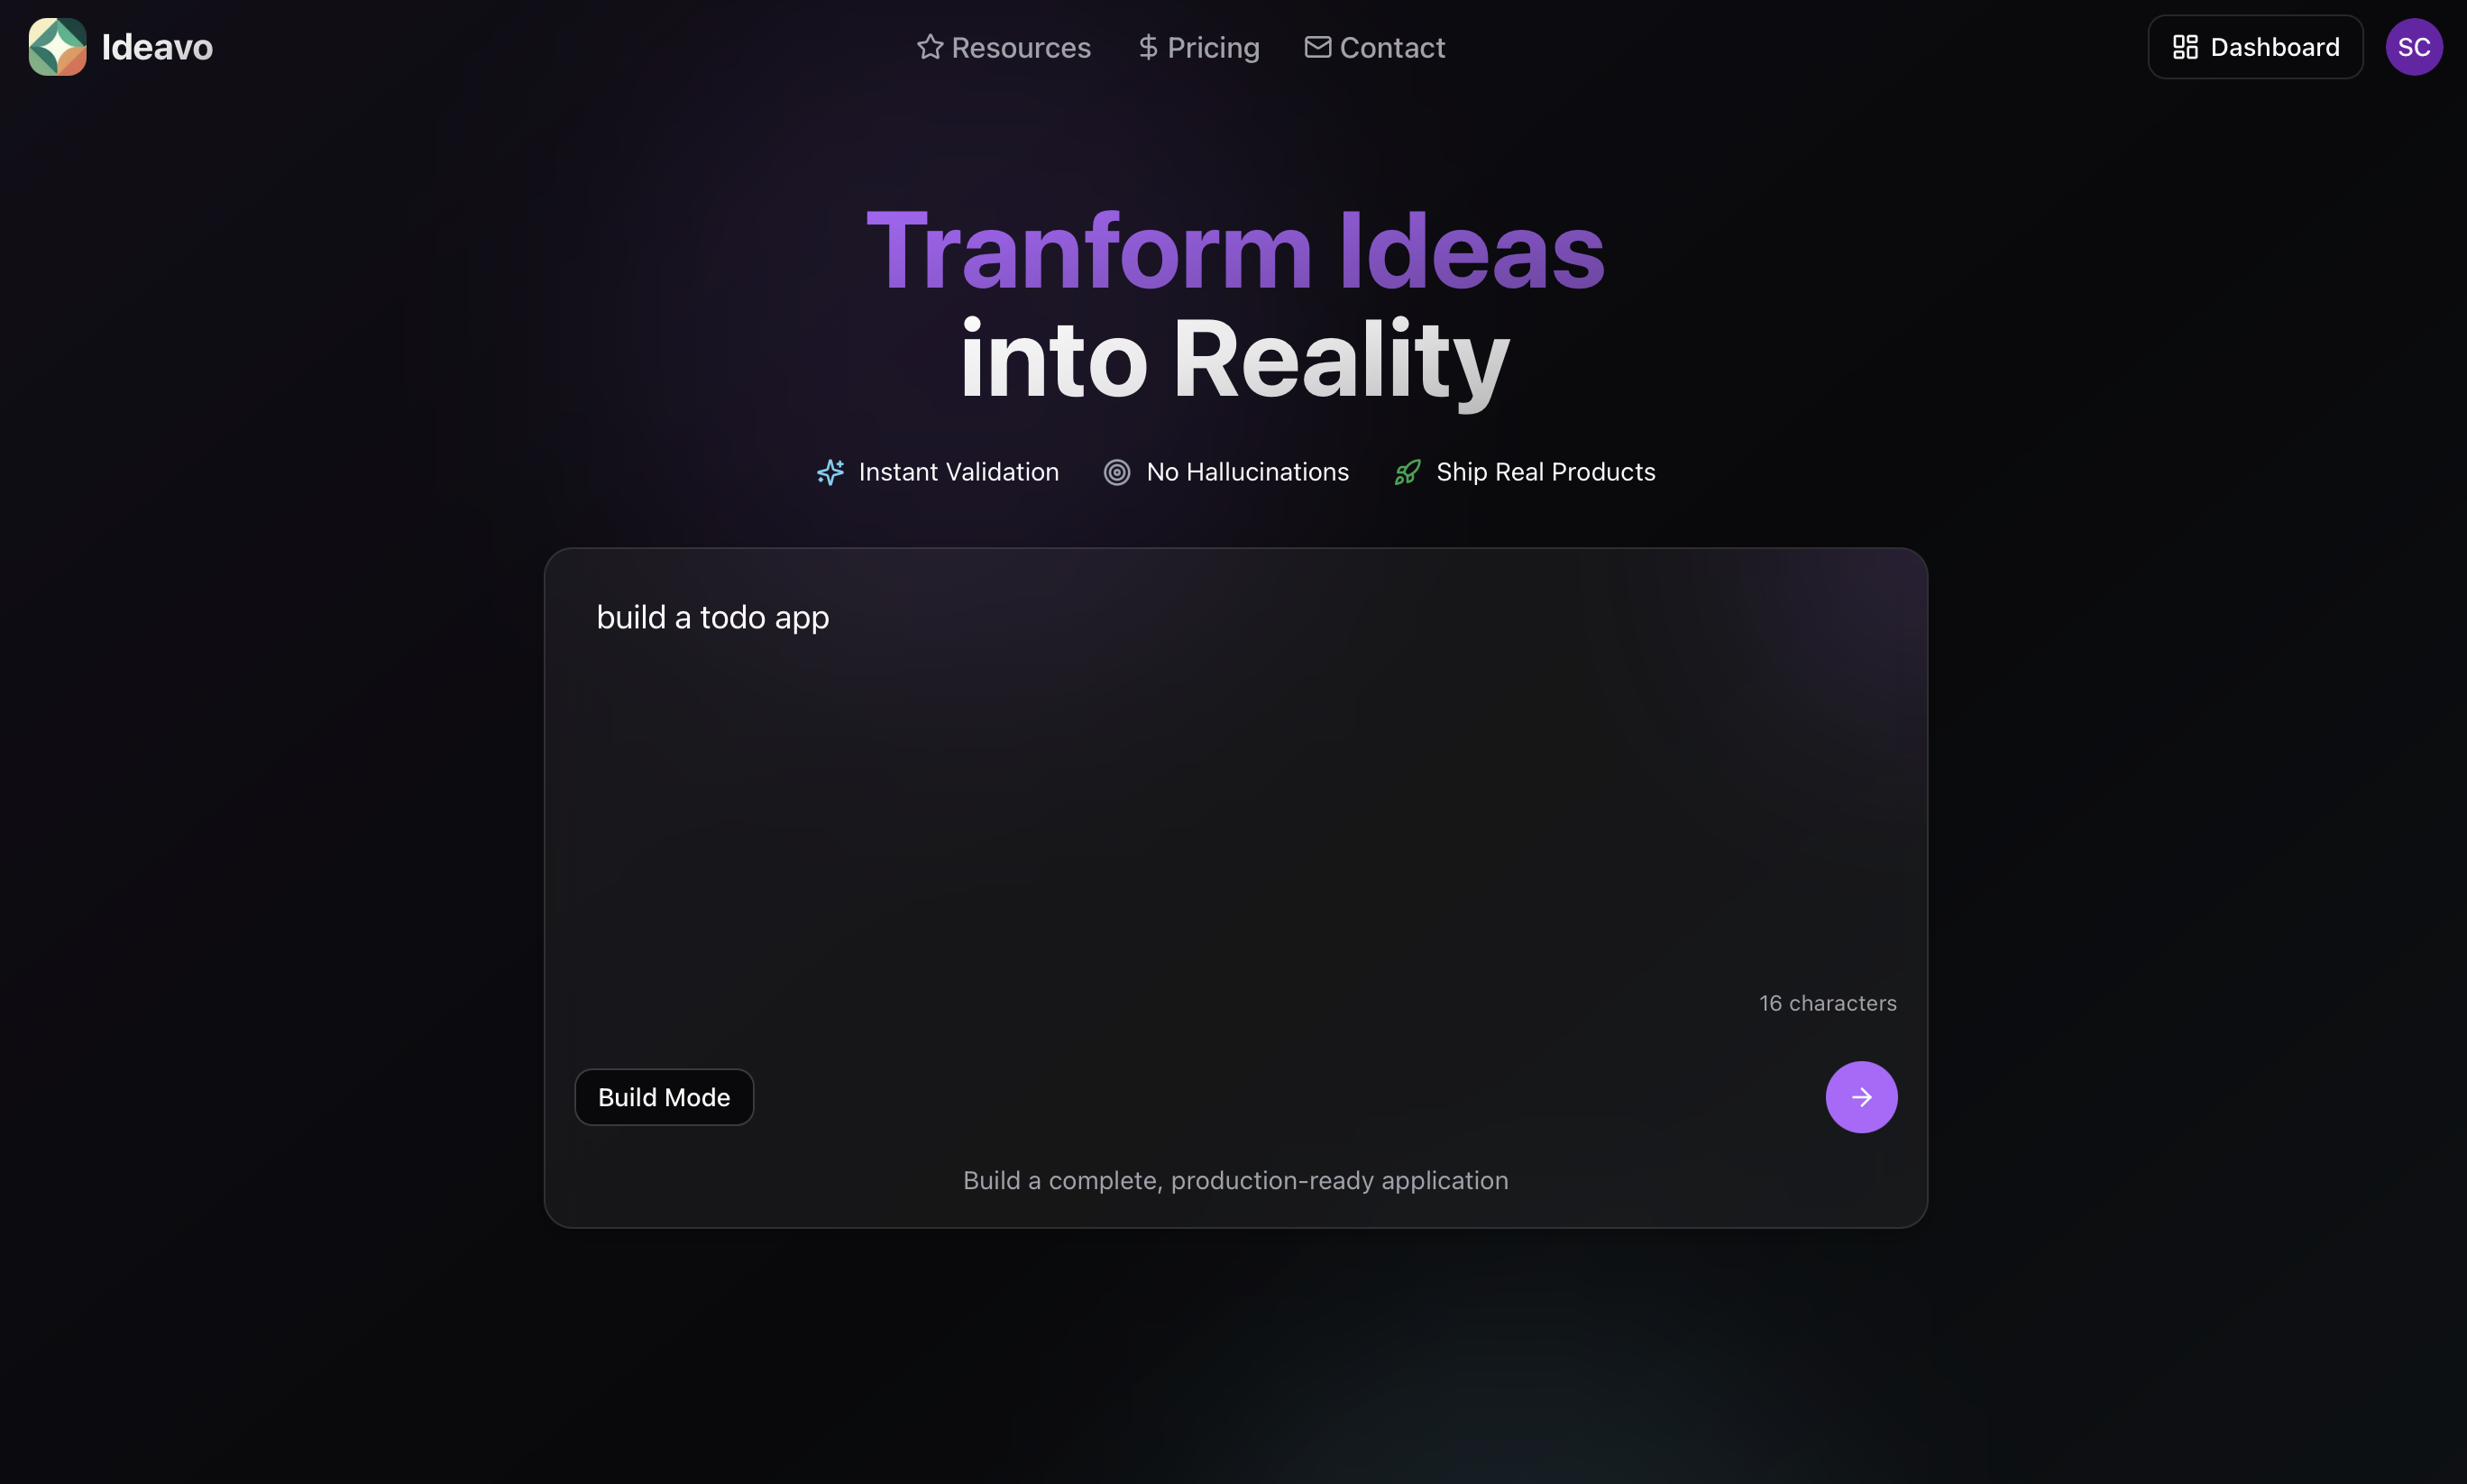 Ideavo
Resources
Pricing
Contact
Dashboard
SC
Tranform Ideas
into Reality
Instant Validation
No Hallucinations
Ship Real Products
build a todo app
16 characters
Build Mode
Build a complete, production-ready application